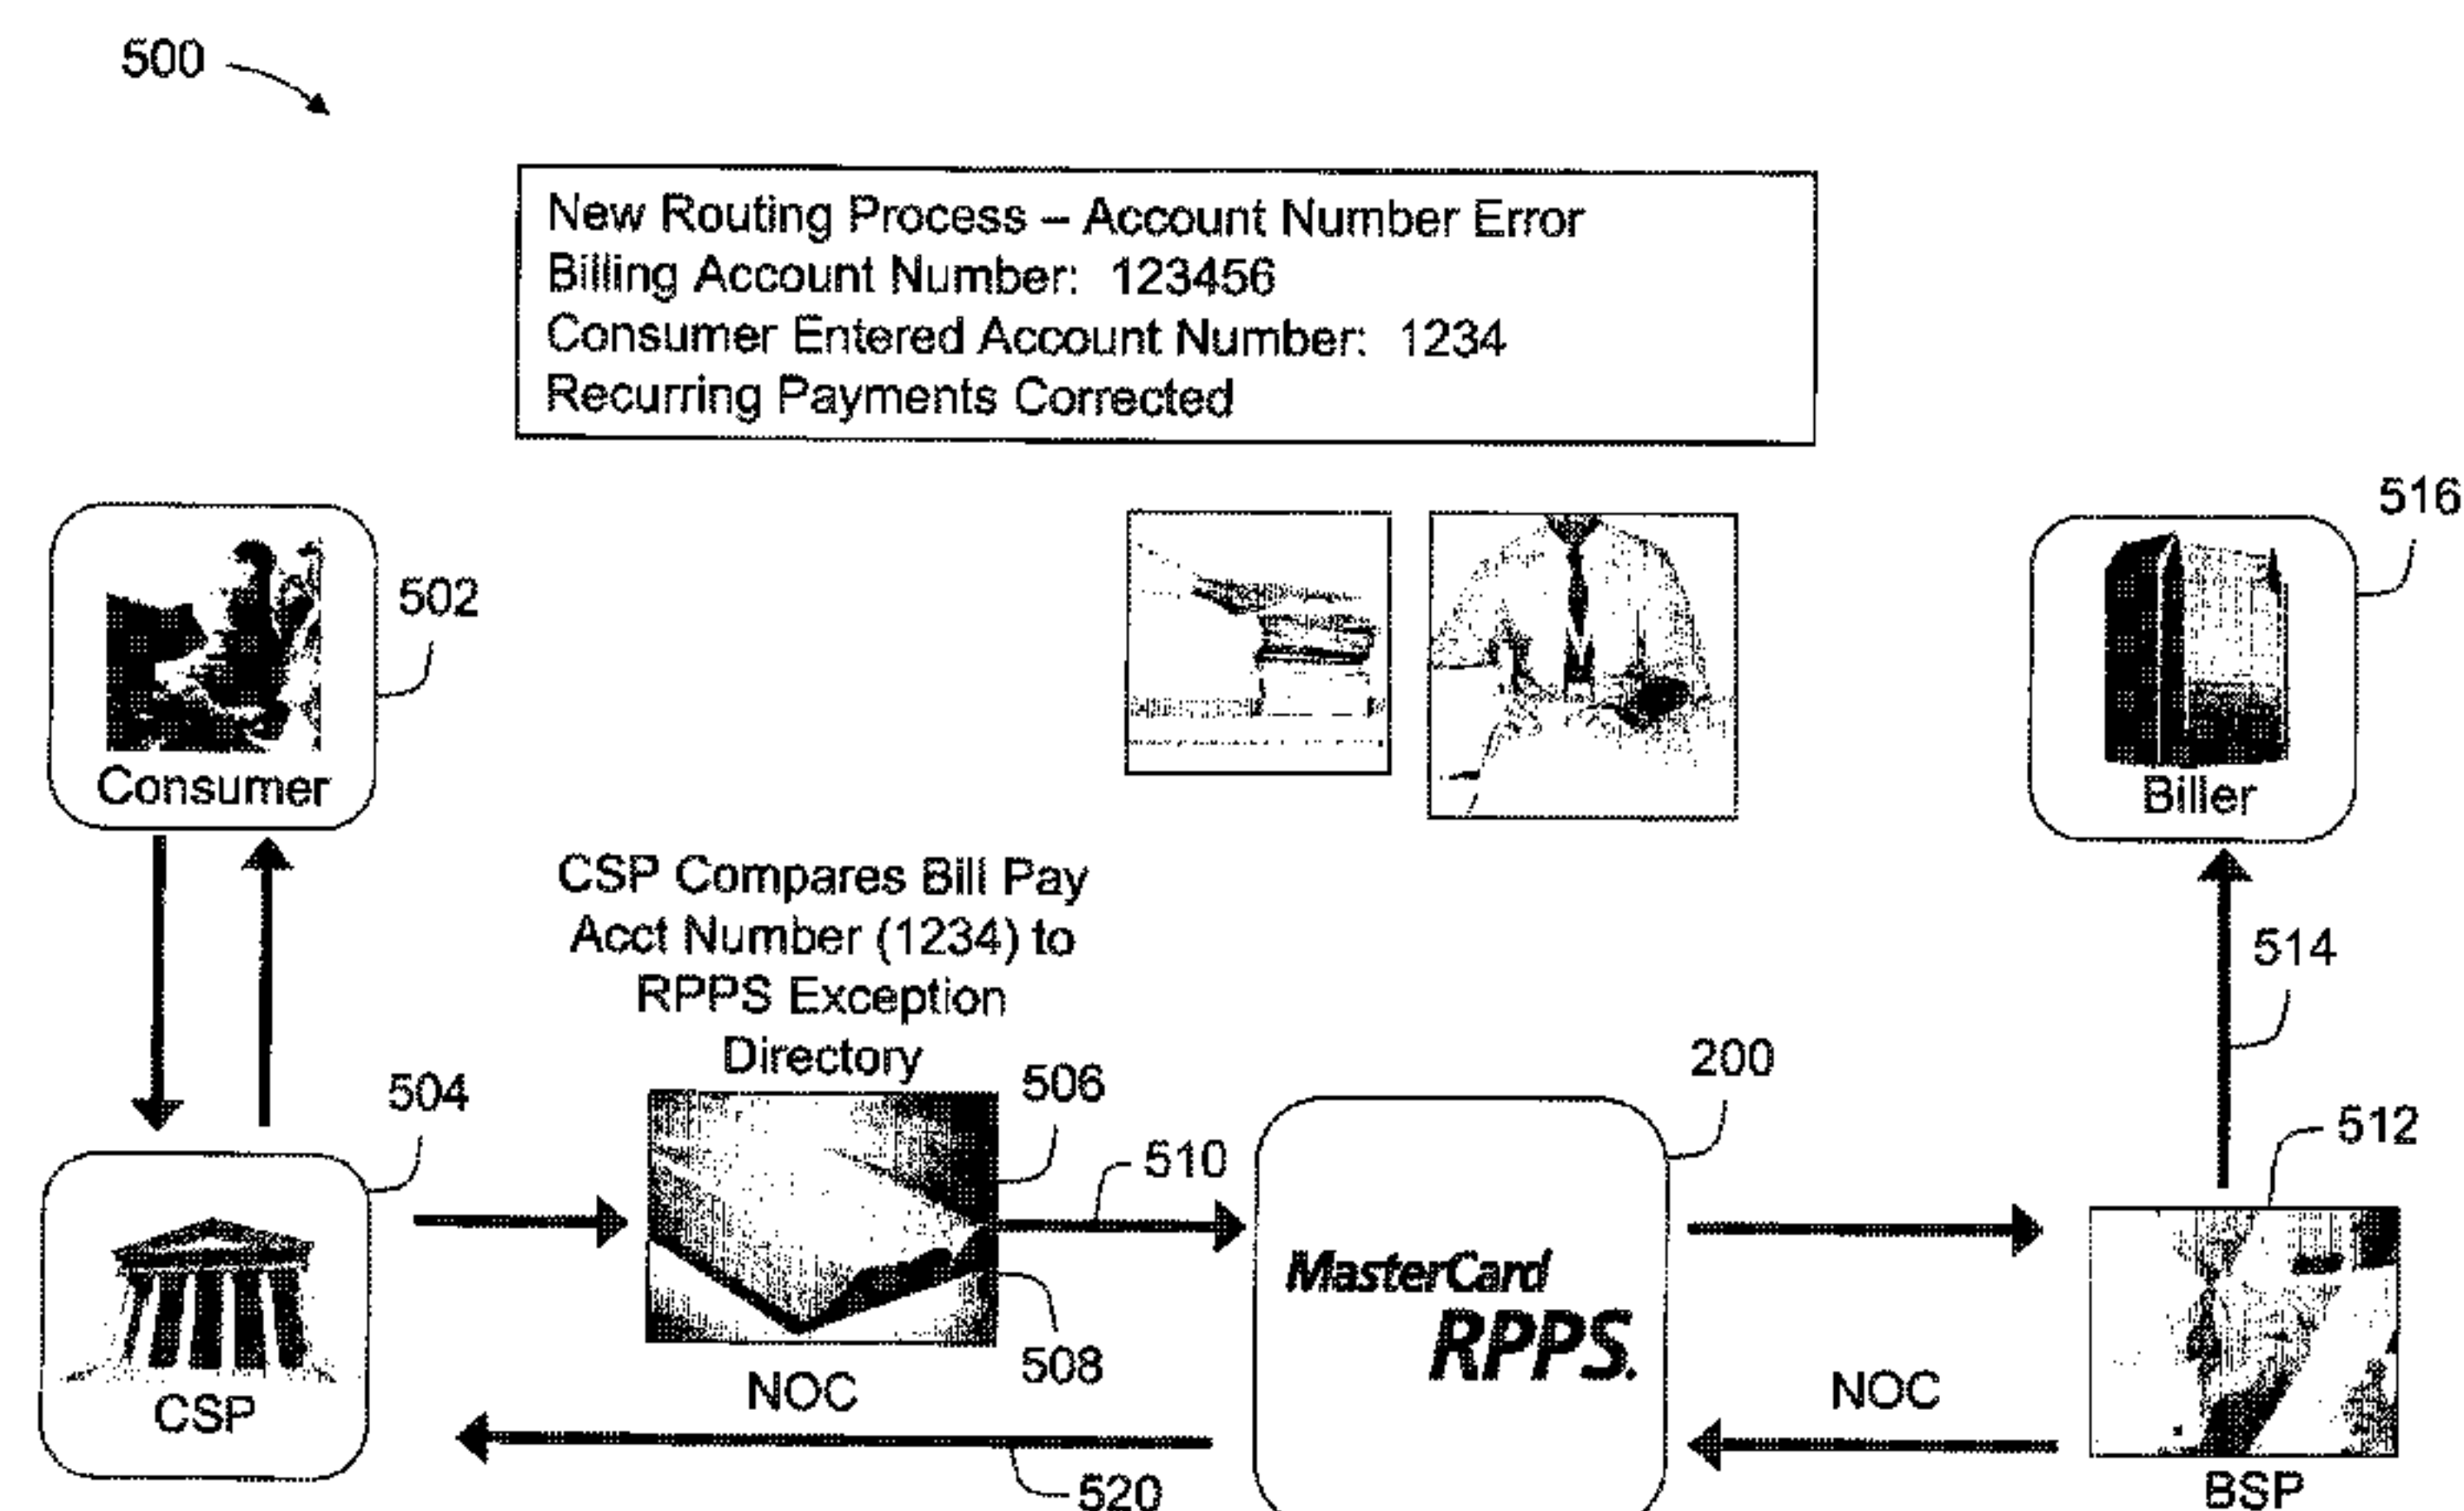 500
New Routing Process – Account Number Error
Billing Account Number: 123456
Consumer Entered Account Number: 1234
Recurring Payments Corrected
516
502
Consumer
Biller
CSP Compares Bill Pay
Acct Number (1234) to
RPPS Exception
Directory
514
504
506
200
512
510
MasterCard
RPPS.
508
CSP
NOC
NOC
520
BSP